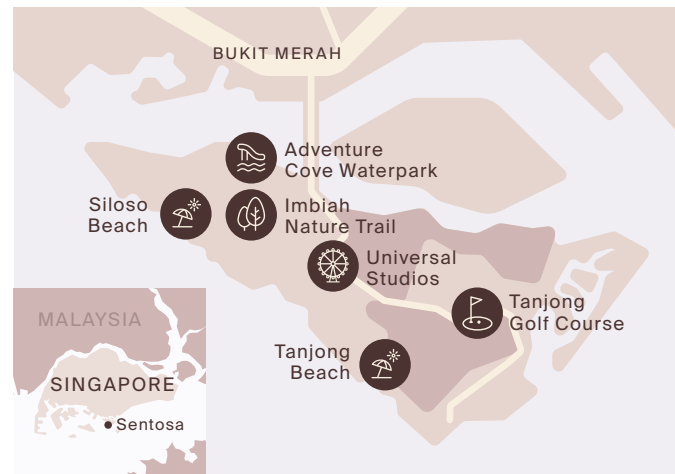 BUKIT MERAH
Adventure
Cove Waterpark
Siloso
Beach
Imbiah
Nature Trail
Universal
Studios
Tanjong
Golf Course
Tanjong
Beach
MALAYSIA
SINGAPORE
Sentosa